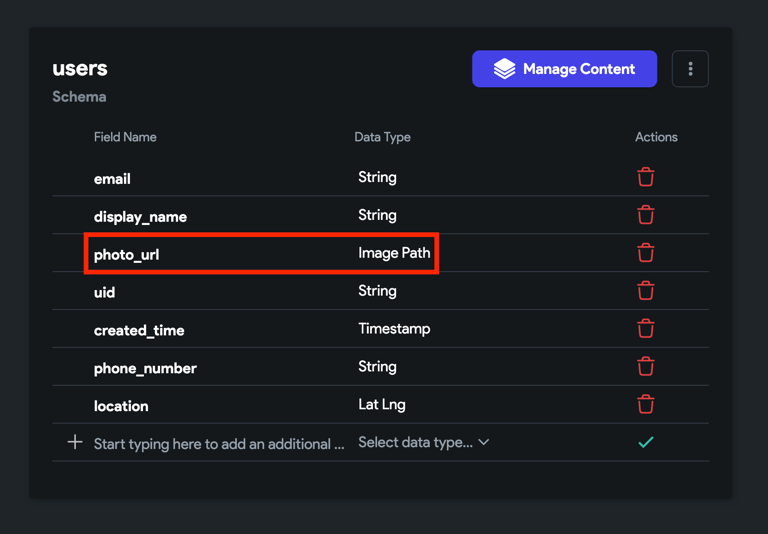 users
Manage Content
Schema
Field Name Data Type Actions
email String
display_name String
photo_url Image Path
uid String
created_time Timestamp
phone_number String
location Lat Lng
Start typing here to add an additional ... Select data type...